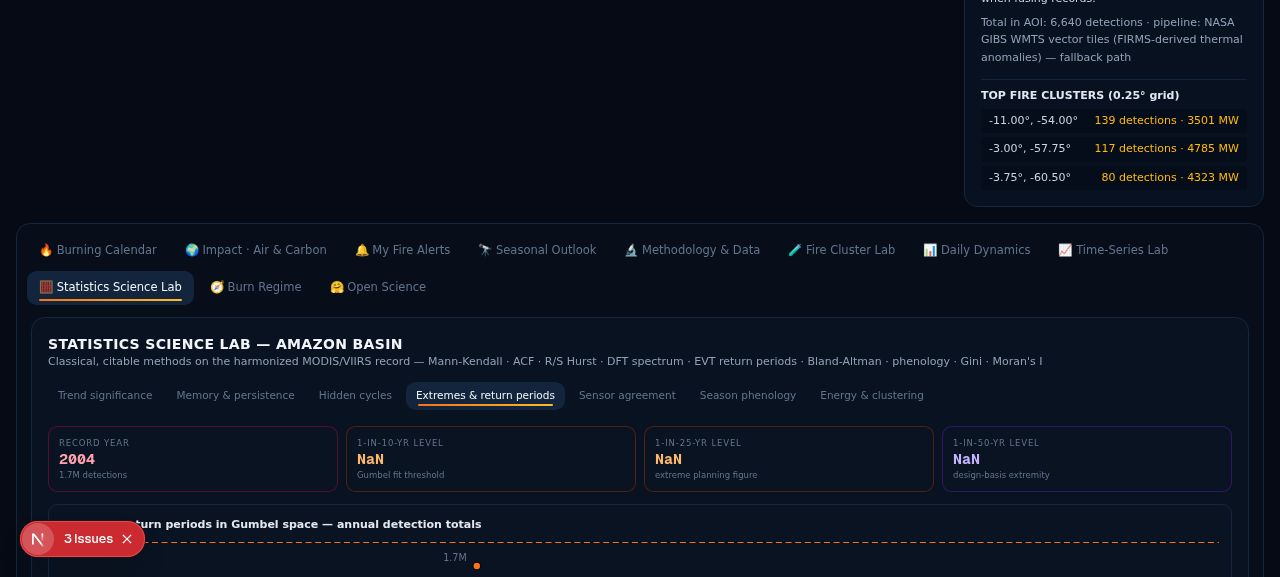 Total in AOI: 6,640 detections · pipeline: NASA
GIBS WMTS vector tiles (FIRMS-derived thermal
anomalies) — fallback path
TOP FIRE CLUSTERS (0.25° grid)
-11.00°, -54.00° 139 detections · 3501 MW
-3.00°, -57.75° 117 detections · 4785 MW
-3.75°, -60.50° 80 detections · 4323 MW
Burning Calendar Impact · Air & Carbon My Fire Alerts Seasonal Outlook Methodology & Data Fire Cluster Lab Daily Dynamics Time-Series Lab
Statistics Science Lab Burn Regime Open Science
STATISTICS SCIENCE LAB — AMAZON BASIN
Classical, citable methods on the harmonized MODIS/VIIRS record — Mann-Kendall · ACF · R/S Hurst · DFT spectrum · EVT return periods · Bland-Altman · phenology · Gini · Moran's I
Trend significance Memory & persistence Hidden cycles Extremes & return periods Sensor agreement Season phenology Energy & clustering
RECORD YEAR
2004
1.7M detections
1-IN-10-YR LEVEL
NaN
Gumbel fit threshold
1-IN-25-YR LEVEL
NaN
extreme planning figure
1-IN-50-YR LEVEL
NaN
design-basis extremity
turn periods in Gumbel space — annual detection totals
N 3 Issues
1.7M